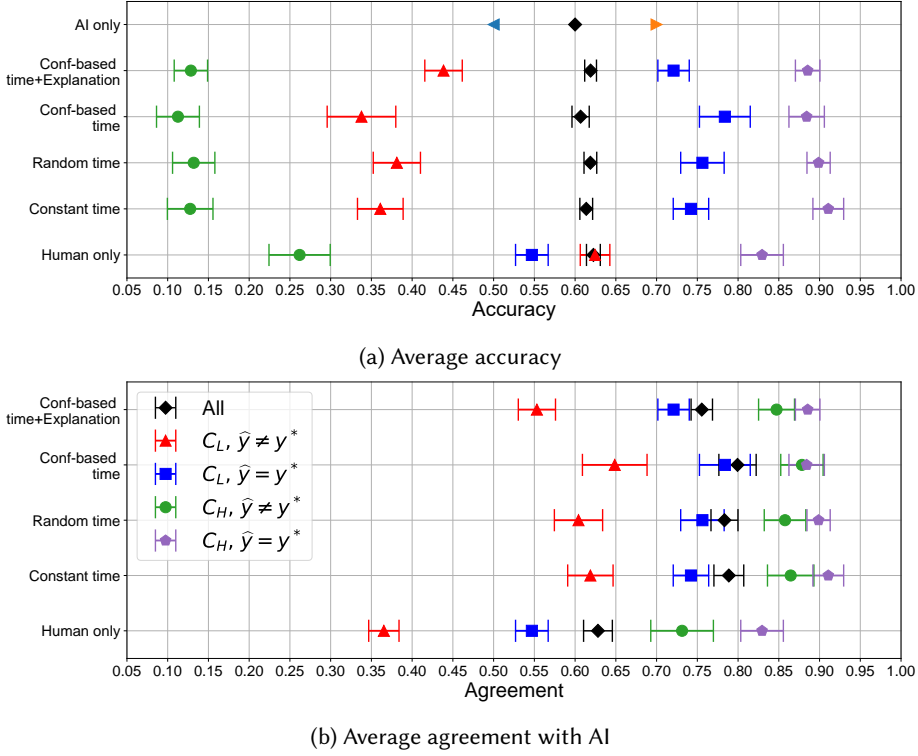 AI only
Conf-based
time+Explanation
Conf-based
time
Random time
Constant time
Human only
0.05 0.10 0.15 0.20 0.25 0.30 0.35 0.40 0.45 0.50 0.55 0.60 0.65 0.70 0.75 0.80 0.85 0.90 0.95 1.00
Accuracy
(a) Average accuracy
Conf-based
time+Explanation
Conf-based
time
Random time
Constant time
Human only
All
C_L, ŷ ≠ y*
C_L, ŷ = y*
C_H, ŷ ≠ y*
C_H, ŷ = y*
0.05 0.10 0.15 0.20 0.25 0.30 0.35 0.40 0.45 0.50 0.55 0.60 0.65 0.70 0.75 0.80 0.85 0.90 0.95 1.00
Agreement
(b) Average agreement with AI